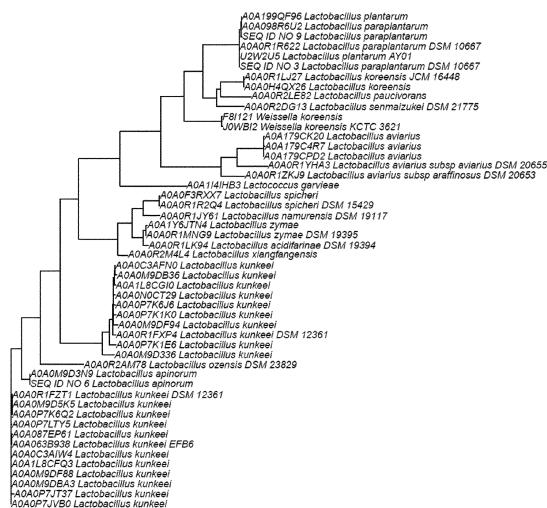 A0A199QF96 Lactobacillus plantarum
A0A098R6U2 Lactobacillus paraplantarum
SEQ ID NO 9 Lactobacillus paraplantarum
A0A0R1R622 Lactobacillus paraplantarum DSM 10667
U2W2U5 Lactobacillus plantarum AY01
SEQ ID NO 3 Lactobacillus paraplantarum DSM 10667
A0A0R1LJ27 Lactobacillus koreensis JCM 16448
A0A0H4QX26 Lactobacillus koreensis
A0A0R2LE82 Lactobacillus paucivorans
A0A0R2DG13 Lactobacillus senmaizukei DSM 21775
F8I121 Weissella koreensis
J0WBI2 Weissella koreensis KCTC 3621
A0A179CK20 Lactobacillus aviarius
A0A179C4R7 Lactobacillus aviarius
A0A179CPD2 Lactobacillus aviarius
A0A0R1YHA3 Lactobacillus aviarius subsp aviarius DSM 20655
A0A0R1ZKJ9 Lactobacillus aviarius subsp araffinosus DSM 20653
A0A1I4IHB3 Lactococcus garvieae
A0A0F3RXX7 Lactobacillus spicheri
A0A0R1R2Q4 Lactobacillus spicheri DSM 15429
A0A0R1JY61 Lactobacillus namurensis DSM 19117
A0A1Y6JTN4 Lactobacillus zymae
A0A0R1MNG9 Lactobacillus zymae DSM 19395
A0A0R1LK94 Lactobacillus acidifarinae DSM 19394
A0A0R2M4L4 Lactobacillus xiangfangensis
A0A0C3AFN0 Lactobacillus kunkeei
A0A0M9DB36 Lactobacillus kunkeei
A0A1L8CGI0 Lactobacillus kunkeei
A0A0N0CT29 Lactobacillus kunkeei
A0A0P7K6J6 Lactobacillus kunkeei
A0A0P7K1K0 Lactobacillus kunkeei
A0A0M9DF94 Lactobacillus kunkeei
A0A0R1FXP4 Lactobacillus kunkeei DSM 12361
A0A0P7K1E6 Lactobacillus kunkeei
A0A0M9D336 Lactobacillus kunkeei
A0A0R2AM78 Lactobacillus ozensis DSM 23829
A0A0M9D3N9 Lactobacillus apinorum
SEQ ID NO 6 Lactobacillus apinorum
A0A0R1FZT1 Lactobacillus kunkeei DSM 12361
A0A0M9D5K5 Lactobacillus kunkeei
A0A0P7K6Q2 Lactobacillus kunkeei
A0A0P7LTY5 Lactobacillus kunkeei
A0A087EP61 Lactobacillus kunkeei
A0A063B938 Lactobacillus kunkeei EFB6
A0A0C3AIW4 Lactobacillus kunkeei
A0A1L8CFQ3 Lactobacillus kunkeei
A0A0M9DF88 Lactobacillus kunkeei
A0A0M9DBA3 Lactobacillus kunkeei
A0A0P7JT37 Lactobacillus kunkeei
A0A0P7JVB0 Lactobacillus kunkeei